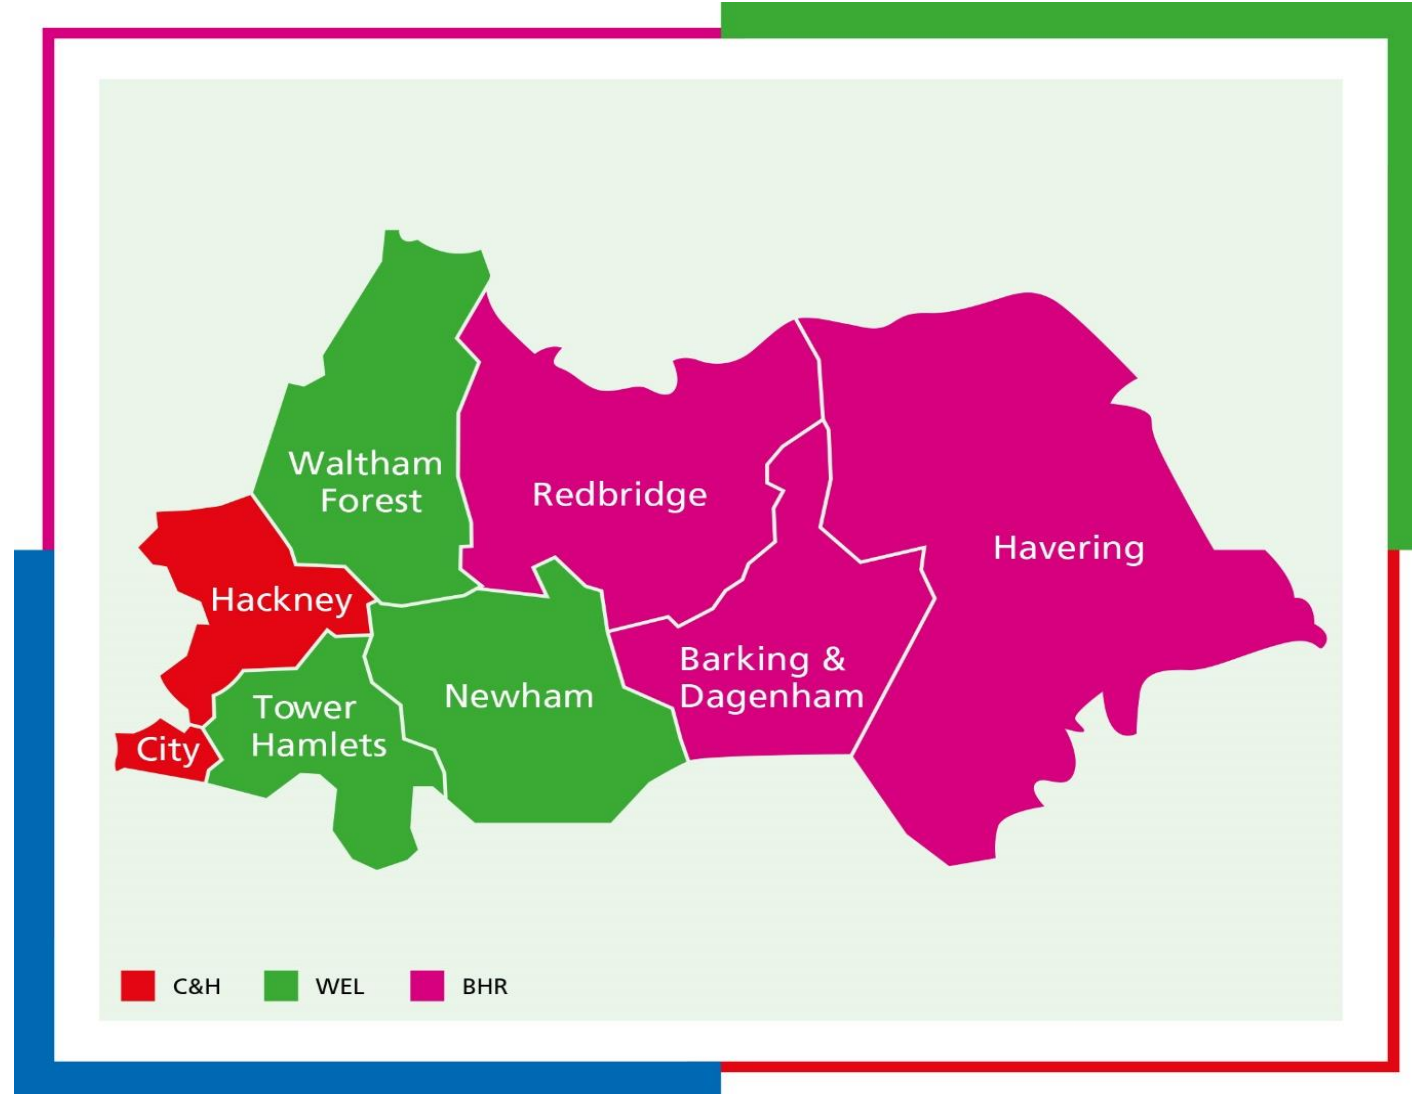 Waltham
Forest
Redbridge
Havering
Hackney
Barking &
Dagenham
Newham
Tower
Hamlets
City
C&H
WEL
BHR